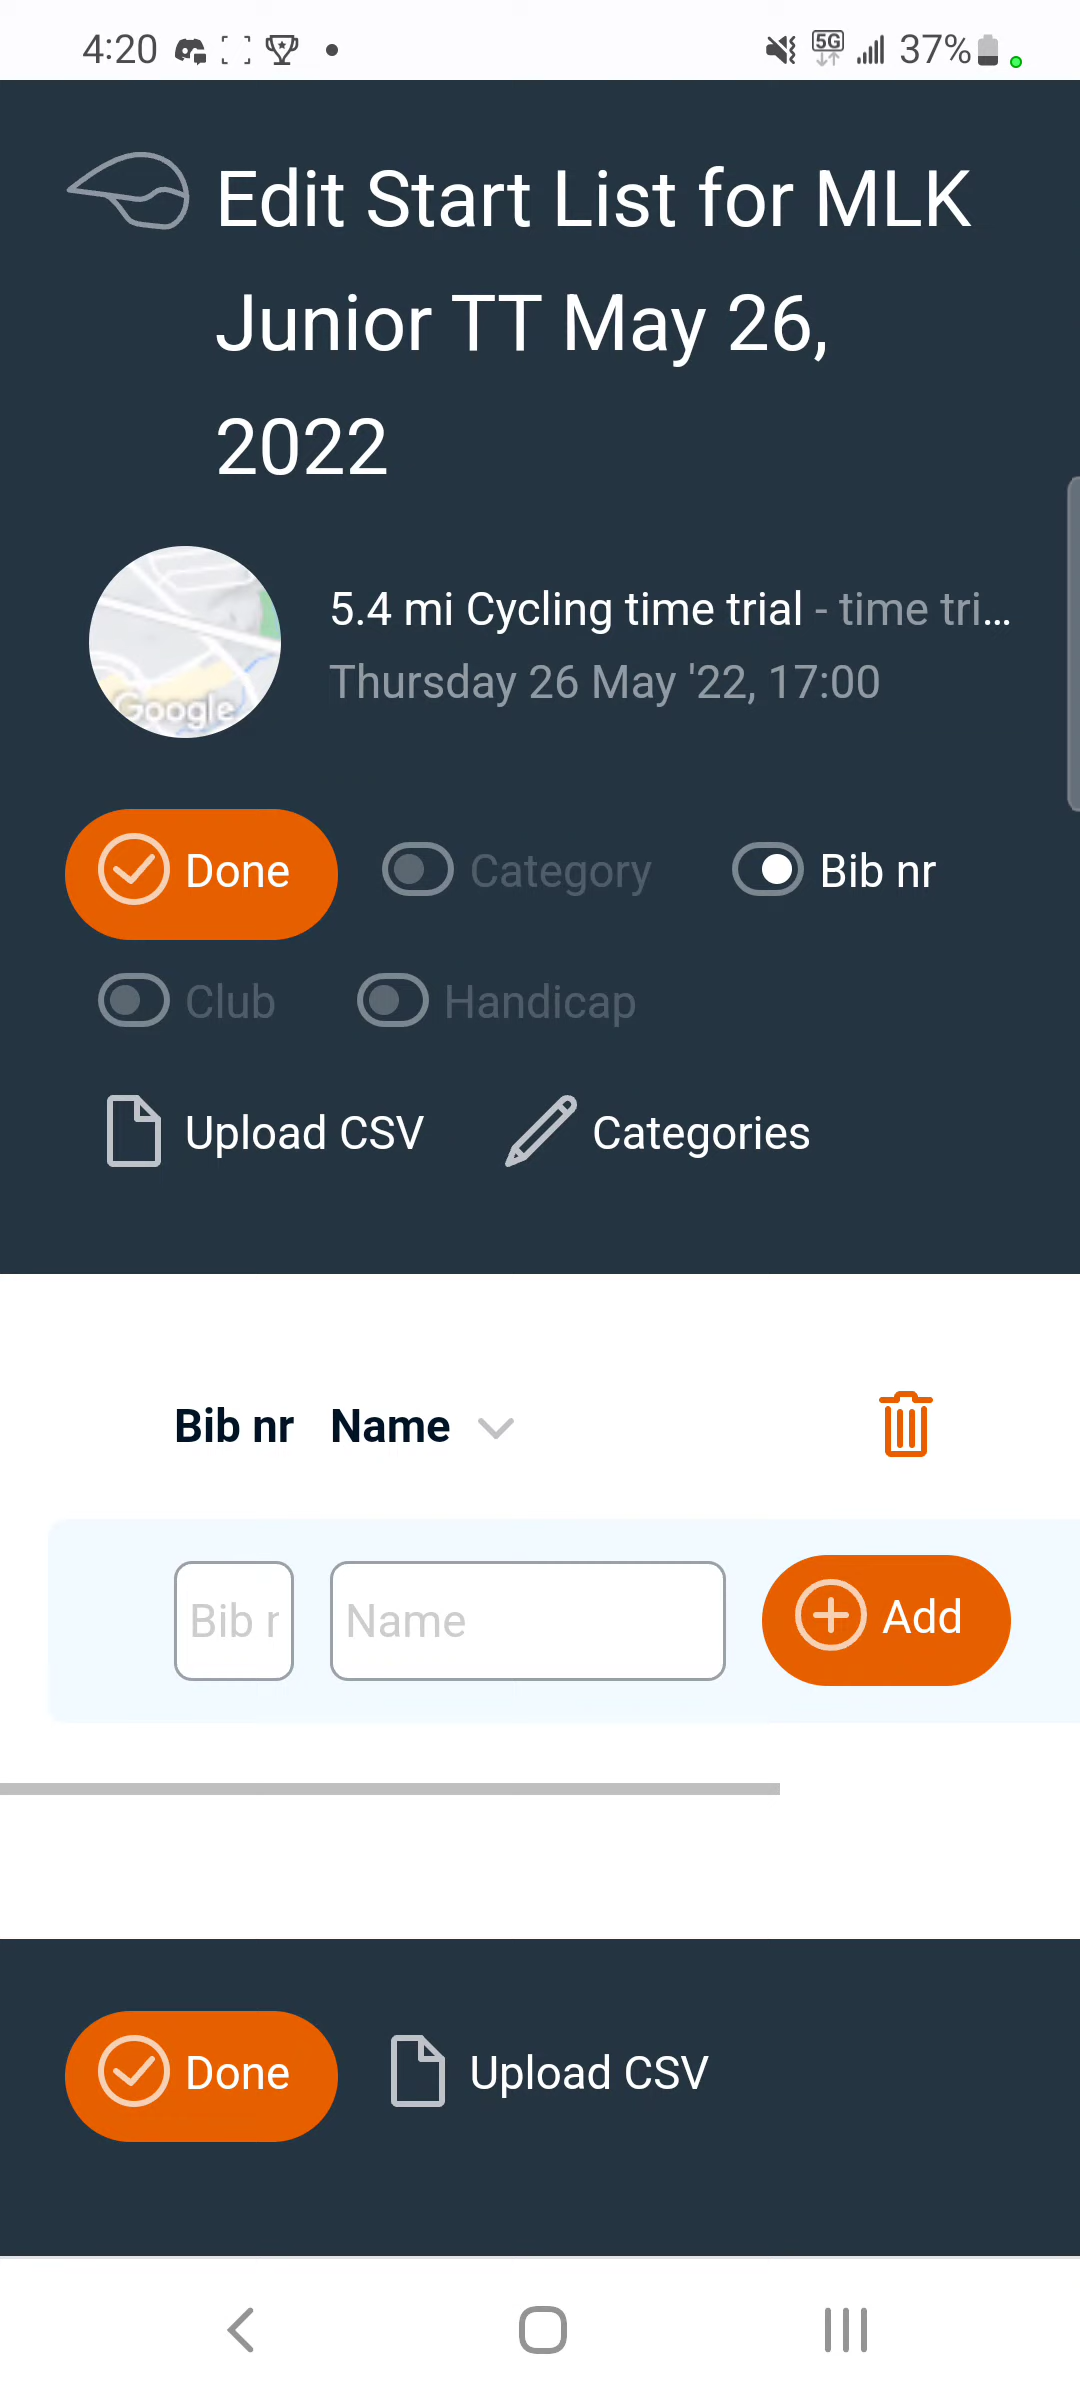 4:20 5G 37%
Edit Start List for MLK
Junior TT May 26,
2022
Google
5.4 mi Cycling time trial - time tri...
Thursday 26 May '22, 17:00
Done Category Bib nr
Club Handicap
Upload CSV Categories
Bib nr Name
Bib r Name Add
Done Upload CSV